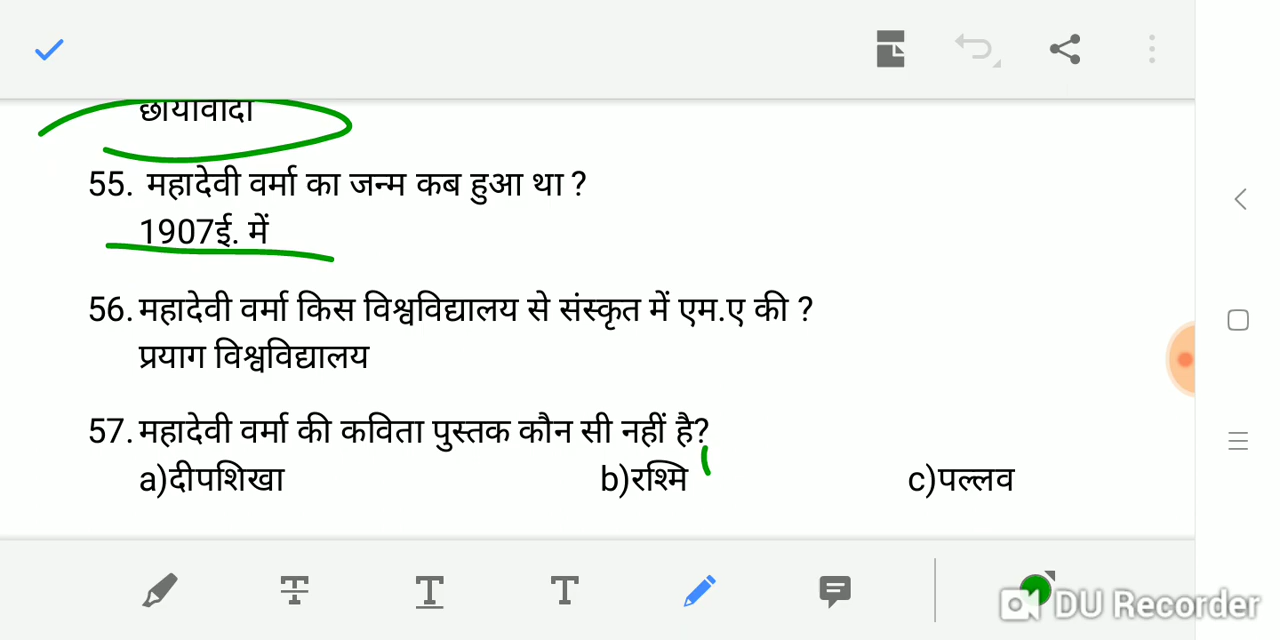 छायावादी
55. महादेवी वर्मा का जन्म कब हुआ था ?
1907ई. में
56. महादेवी वर्मा किस विश्वविद्यालय से संस्कृत में एम.ए की ?
प्रयाग विश्वविद्यालय
57. महादेवी वर्मा की कविता पुस्तक कौन सी नहीं है?
a)दीपशिखा b)रश्मि c)पल्लव
T T T
DU Recorder